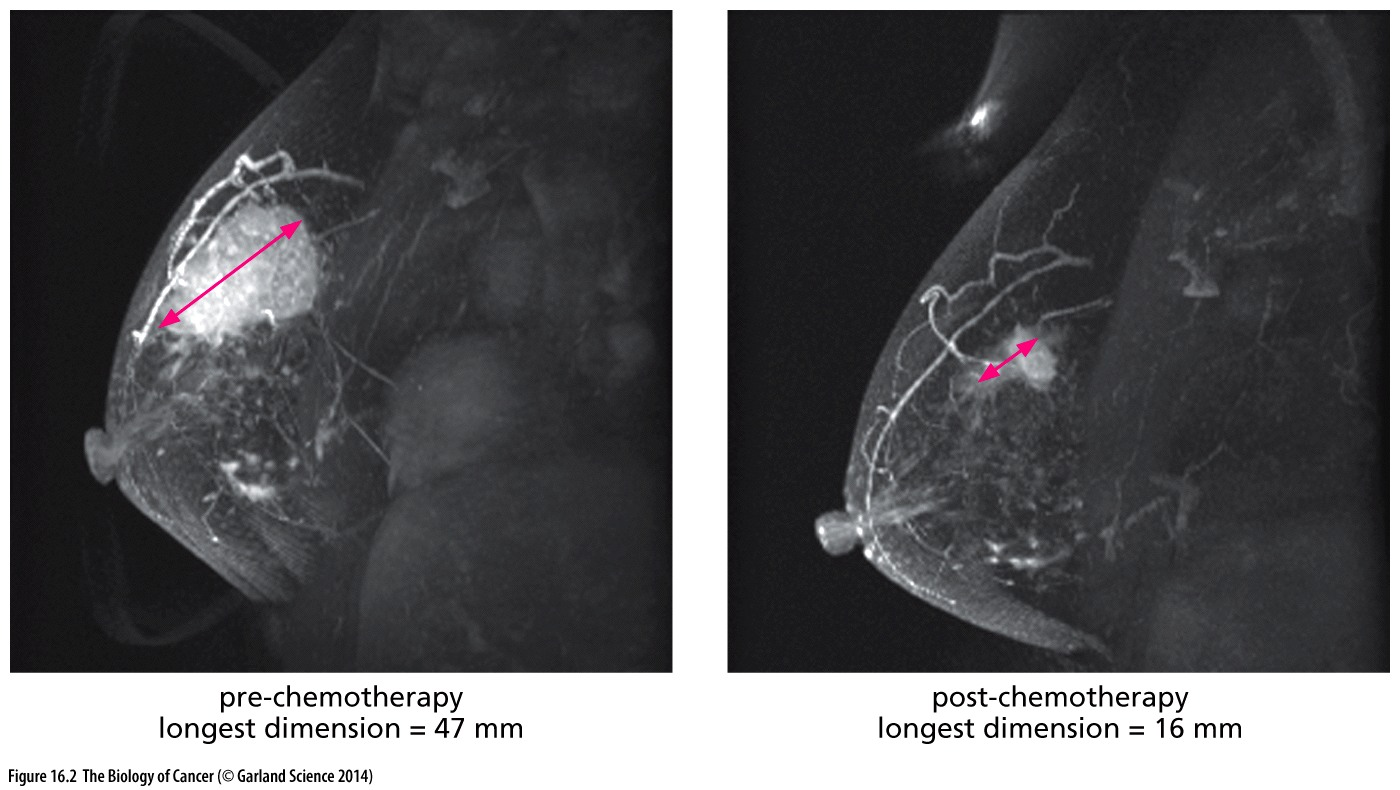 pre-chemotherapy
longest dimension = 47 mm
post-chemotherapy
longest dimension = 16 mm
Figure 16.2 The Biology of Cancer (© Garland Science 2014)